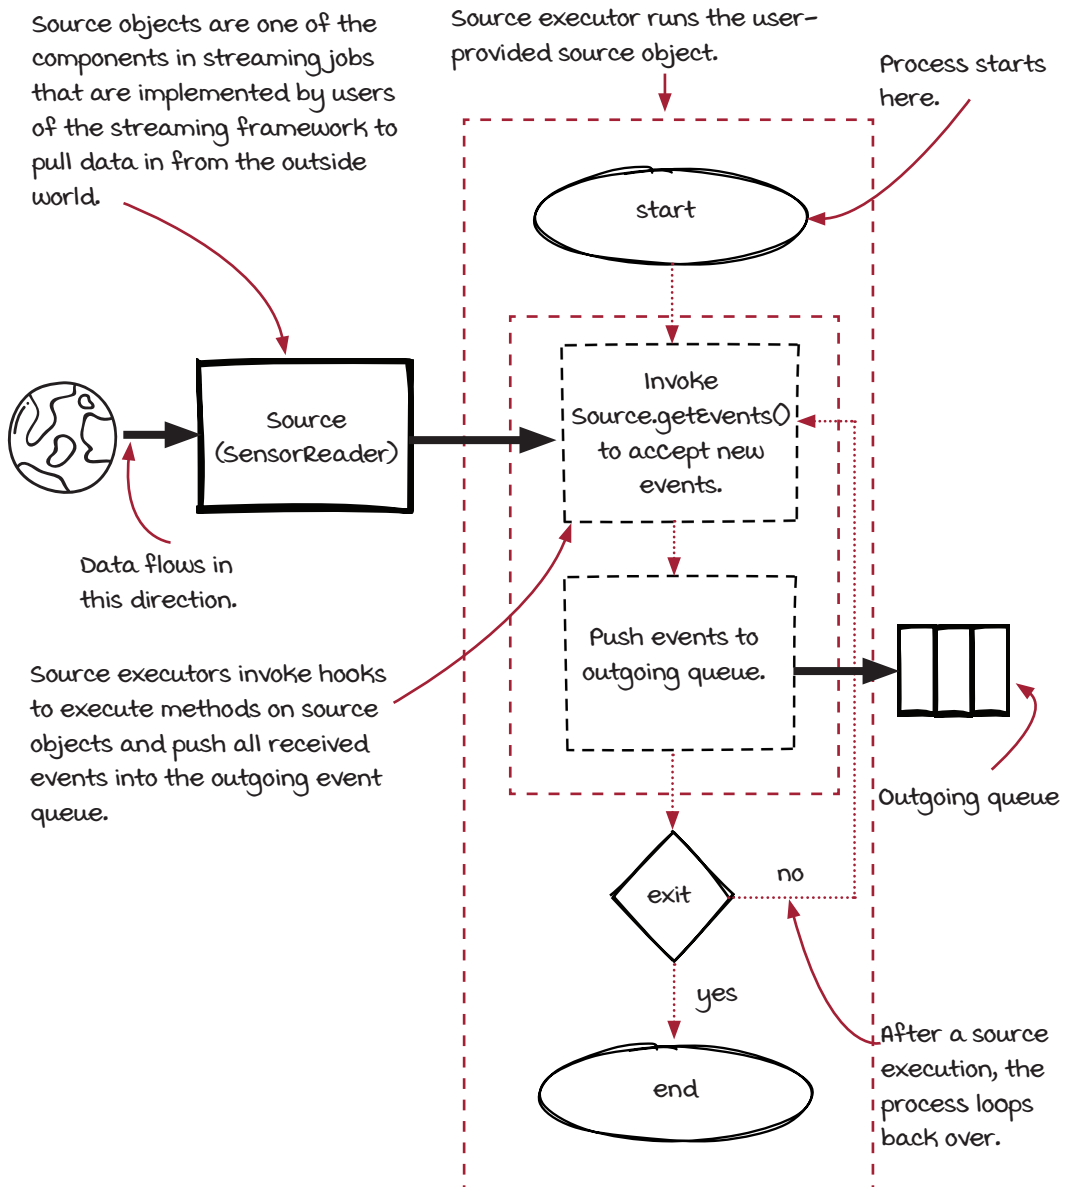 Source objects are one of the
components in streaming jobs
that are implemented by users
of the streaming framework to
pull data in from the outside
world.
Source executor runs the user-
provided source object.
Process starts
here.
start
Invoke
Source.getEvents()
to accept new
events.
Source
(SensorReader)
Data flows in
this direction.
Push events to
outgoing queue.
Source executors invoke hooks
to execute methods on source
objects and push all received
events into the outgoing event
queue.
Outgoing queue
exit
no
yes
After a source
execution, the
process loops
back over.
end